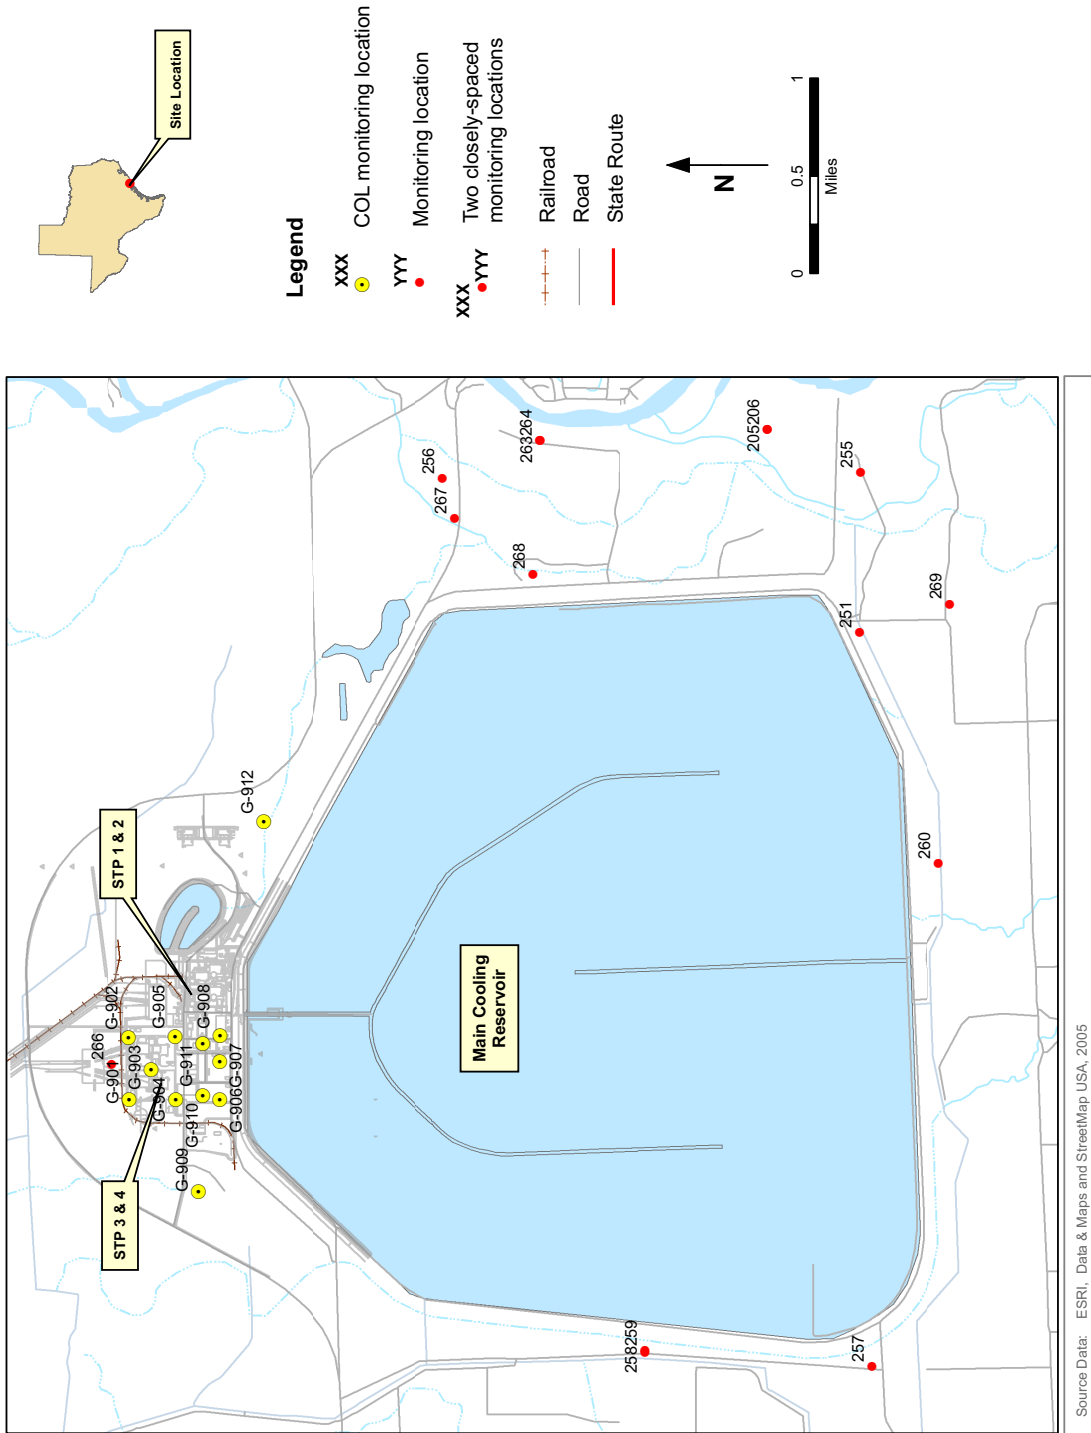 Site Location
Legend
XXX
COL monitoring location
YYY
Monitoring location
XXX
YYY
Two closely-spaced
monitoring locations
Railroad
Road
State Route
N
0
0.5
1
Miles
STP 1 & 2
STP 3 & 4
Main Cooling
Reservoir
266
G-901
G-902
G-903
G-904
G-905
G-906
G-907
G-908
G-909
G-910
G-911
G-912
256
267
263264
268
205206
255
251
269
260
258259
257
Source Data: ESRI, Data & Maps and StreetMap USA, 2005